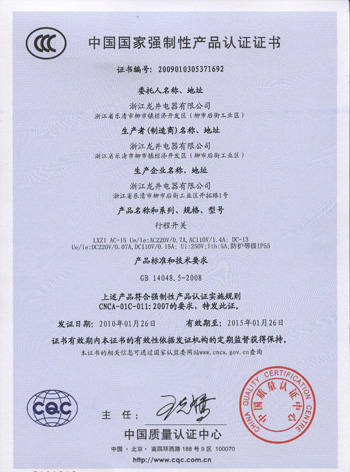 CCC
中国国家强制性产品认证证书
证书编号: 2009010305371692
委托人名称、地址
浙江龙井电器有限公司
浙江省乐清市柳市镇经济开发区(柳市后街工业区)
生产者(制造商)名称、地址
浙江龙井电器有限公司
浙江省乐清市柳市镇经济开发区(柳市后街工业区)
生产企业名称、地址
浙江龙井电器有限公司
浙江省乐清市柳市后街工业区开拓路1号
产品名称和系列、规格、型号
行程开关
LXZ1 AC-15 Ue/Ie:AC220V/0.7A,AC110V/1.4A; DC-13
Ue/Ie:DC220V/0.07A,DC110V/0.15A; Ui:250V;Ith:5A;防护等级IP55
产品标准和技术要求
GB 14048.5-2008
上述产品符合强制性产品认证实施规则
CNCA-01C-011:2007的要求,特发此证。
发证日期: 2010年01月26日 有效期至: 2015年01月26日
证书有效期内本证书的有效性依据发证机构的定期监督获得保持。
本证书的相关信息可通过国家认监委网站www.cnca.gov.cn查询
CQC
主任:
中国质量认证中心
中国·北京·南四环西路188号9区 100070
http://www.cqc.com.cn
CHINA QUALITY CERTIFICATION CENTRE
中国质量认证中心